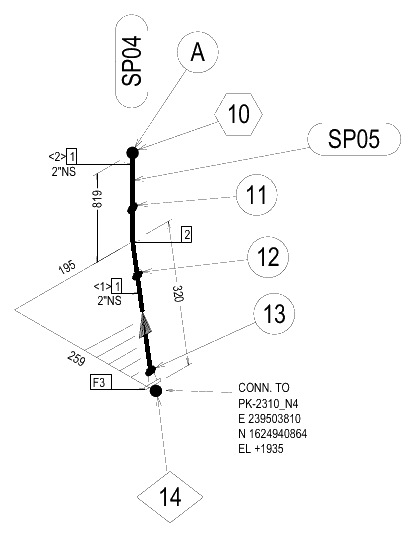 SP04
A
10
SP05
<2> 1
2"NS
819
11
2
195
12
<1> 1
2"NS
320
13
259
F3
CONN. TO
PK-2310_N4
E 239503810
N 1624940864
EL +1935
14